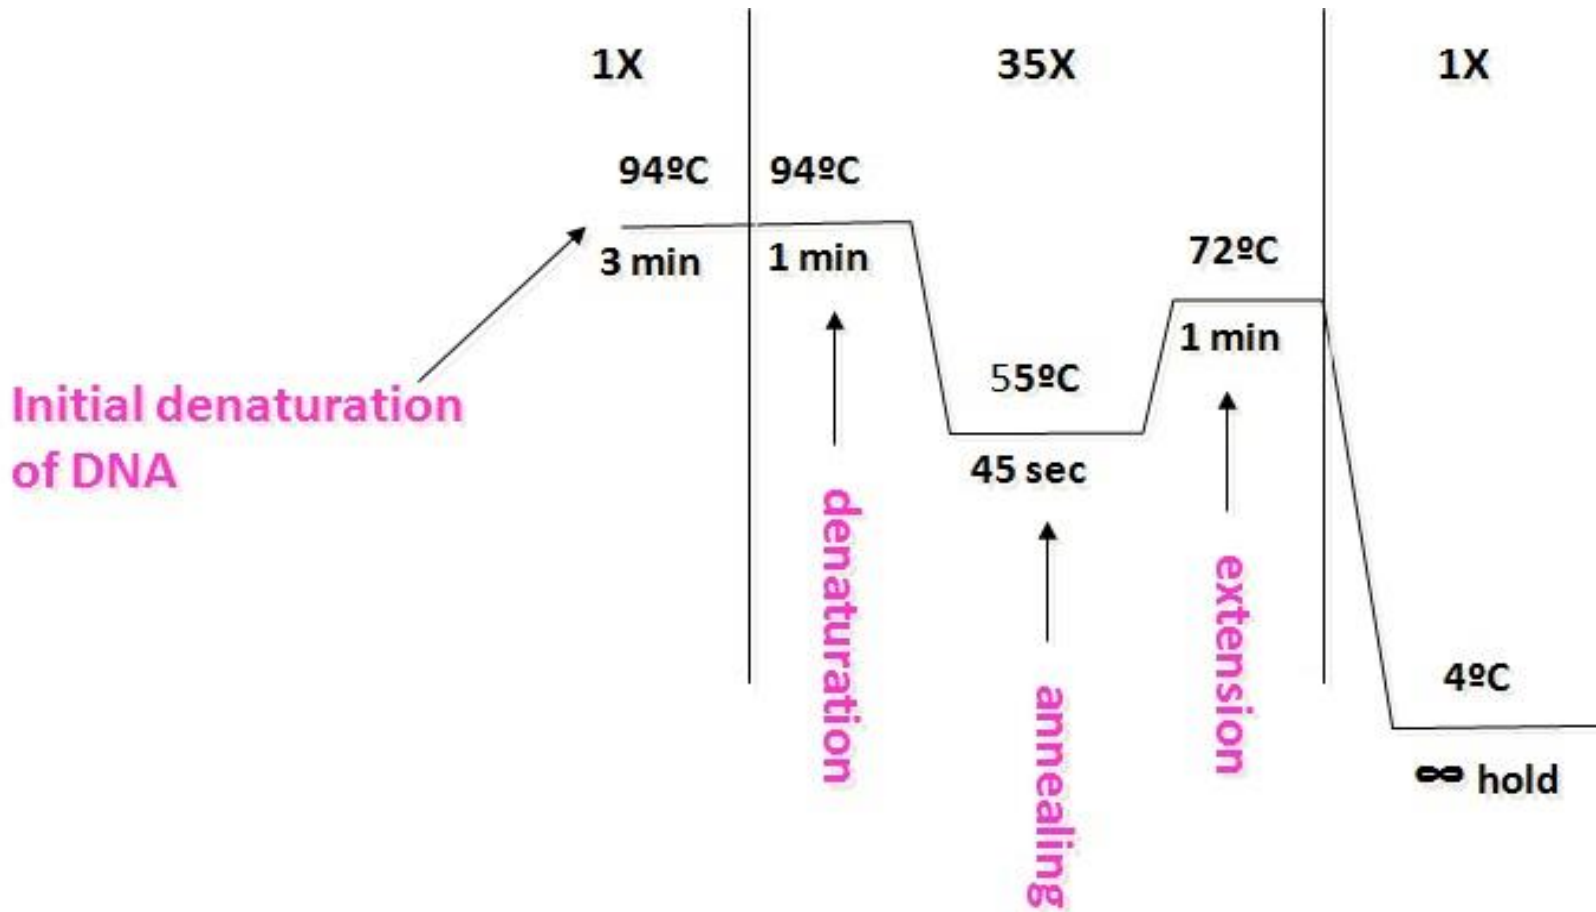 1X
35X
1X
94ºC
94ºC
3 min
1 min
72ºC
1 min
55ºC
45 sec
Initial denaturation
of DNA
denaturation
annealing
extension
4ºC
∞ hold